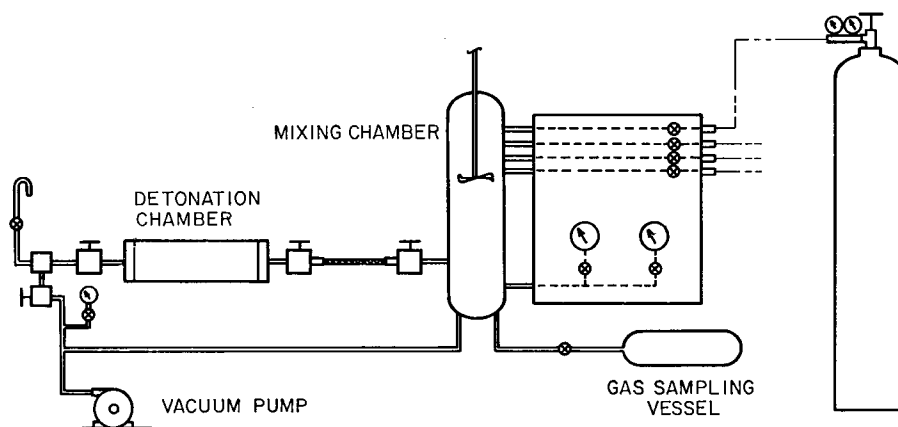 MIXING CHAMBER
DETONATION
CHAMBER
GAS SAMPLING
VESSEL
VACUUM PUMP